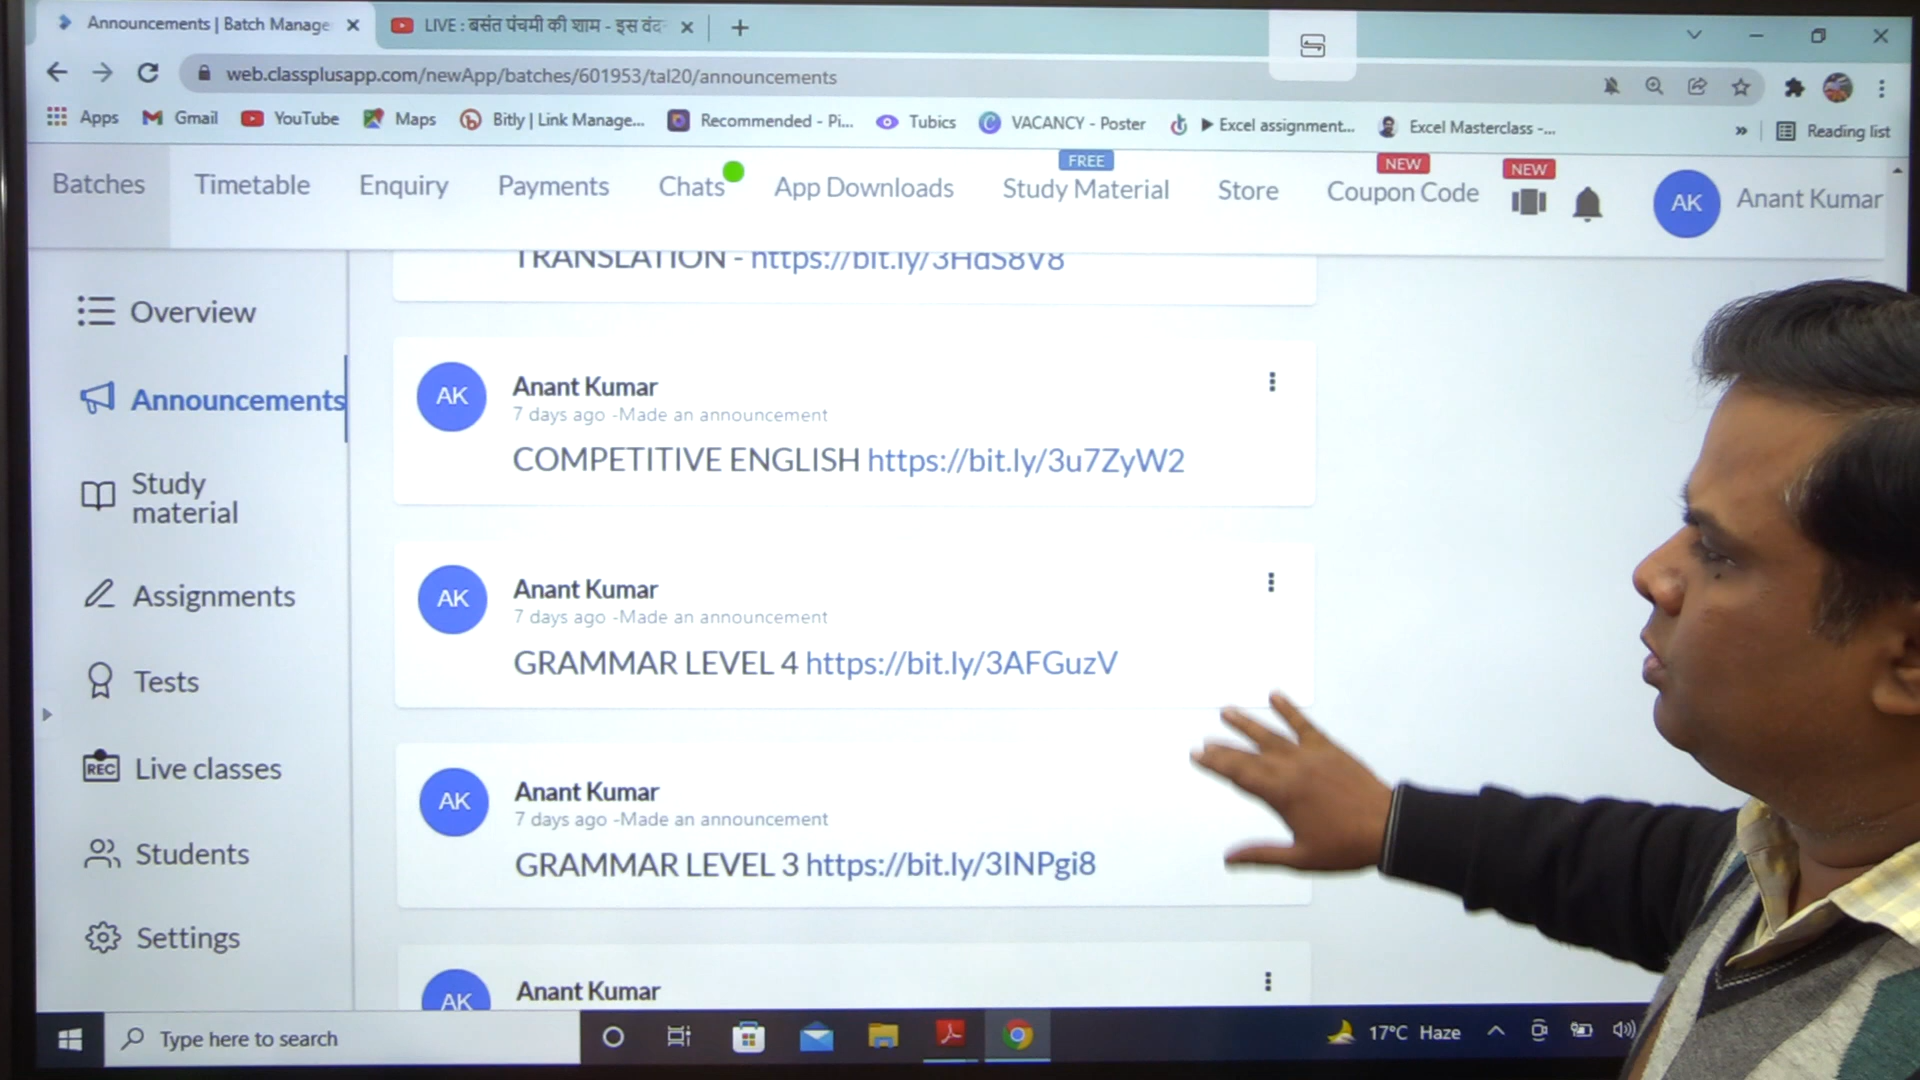 Announcements | Batch Manage
LIVE : बसंत पंचमी की शाम - इस वंद
web.classplusapp.com/newApp/batches/601953/tal20/announcements
Apps
Gmail
YouTube
Maps
Bitly | Link Manage...
Recommended - Pi...
Tubics
VACANCY - Poster
Excel assignment...
Excel Masterclass -...
Reading list
Batches
Timetable
Enquiry
Payments
Chats
App Downloads
FREE
Study Material
Store
NEW
Coupon Code
NEW
AK
Anant Kumar
Overview
Announcements
Study
material
Assignments
Tests
REC
Live classes
Students
Settings
TRANSLATION - https://bit.ly/3HdS8V8
AK
Anant Kumar
7 days ago -Made an announcement
COMPETITIVE ENGLISH https://bit.ly/3u7ZyW2
AK
Anant Kumar
7 days ago -Made an announcement
GRAMMAR LEVEL 4 https://bit.ly/3AFGuzV
AK
Anant Kumar
7 days ago -Made an announcement
GRAMMAR LEVEL 3 https://bit.ly/3INPgi8
AK
Anant Kumar
Type here to search
17°C Haze